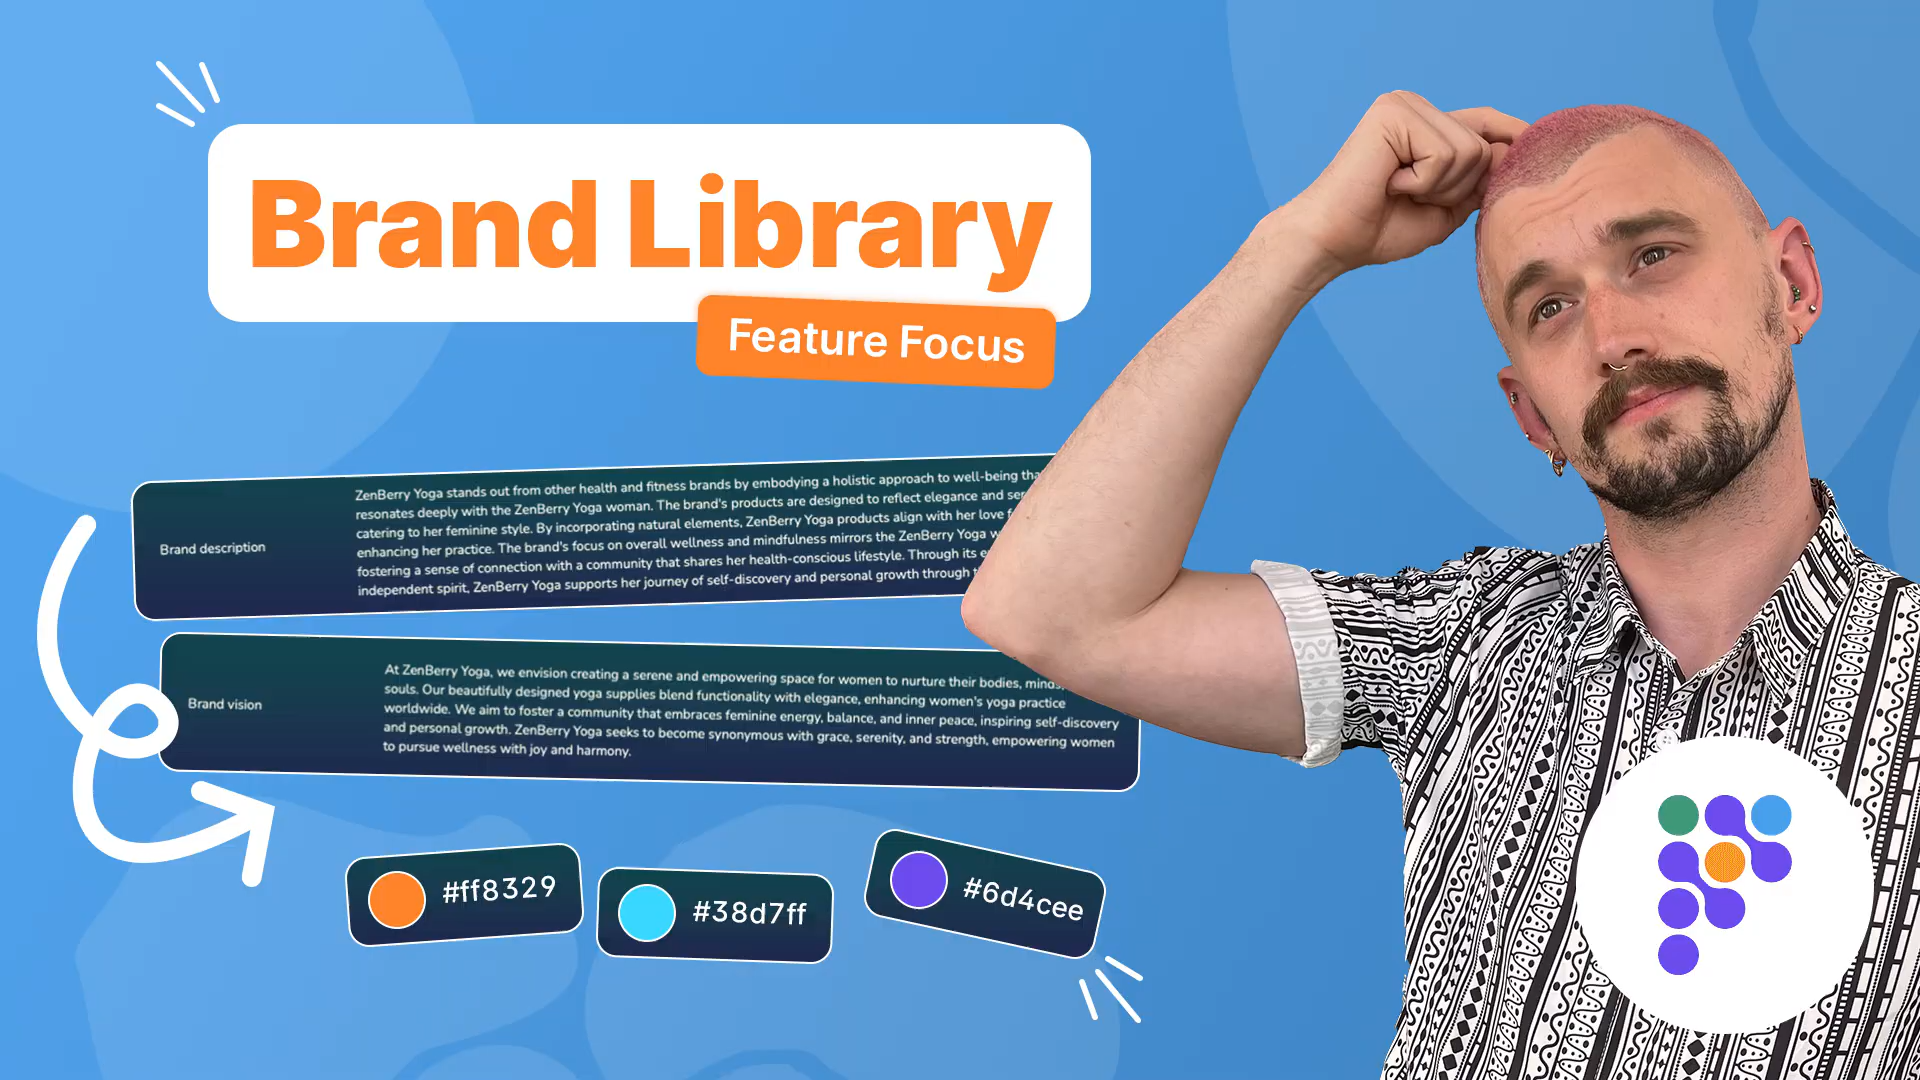 Brand Library
Feature Focus
Brand description
ZenBerry Yoga stands out from other health and fitness brands by embodying a holistic approach to well-being
resonates deeply with the ZenBerry Yoga woman. The brand's products are designed to reflect elegance and
catering to her feminine style. By incorporating natural elements, ZenBerry Yoga products align with her love
enhancing her practice. The brand's focus on overall wellness and mindfulness mirrors the ZenBerry Yoga
fostering a sense of connection with a community that shares her health-conscious lifestyle. Through its
independent spirit, ZenBerry Yoga supports her journey of self-discovery and personal growth through
Brand vision
At ZenBerry Yoga, we envision creating a serene and empowering space for women to nurture their bodies, minds,
souls. Our beautifully designed yoga supplies blend functionality with elegance, enhancing women's yoga practice
worldwide. We aim to foster a community that embraces feminine energy, balance, and inner peace, inspiring self-discovery
and personal growth. ZenBerry Yoga seeks to become synonymous with grace, serenity, and strength, empowering women
to pursue wellness with joy and harmony.
#ff8329
#38d7ff
#6d4cee